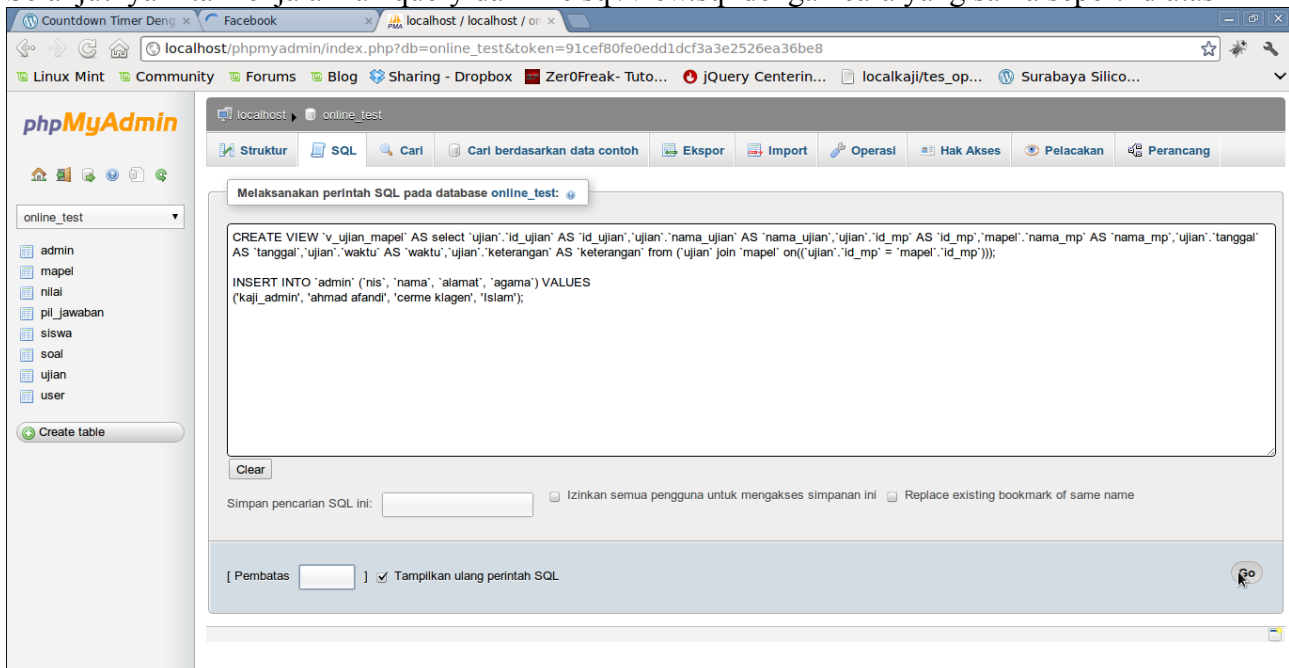 Countdown Timer Deng
Facebook
localhost / localhost / on
localhost/phpmyadmin/index.php?db=online_test&token=91cef80fe0edd1dcf3a3e2526ea36be8
Linux Mint Community Forums Blog Sharing - Dropbox Zer0Freak- Tuto... jQuery Centerin... localkaji/tes_op... Surabaya Silico...
phpMyAdmin
online_test
admin
mapel
nilai
pil_jawaban
siswa
soal
ujian
user
Create table
localhost online_test
Struktur SQL Cari Cari berdasarkan data contoh Ekspor Import Operasi Hak Akses Pelacakan Perancang
Melaksanakan perintah SQL pada database online_test:
CREATE VIEW `v_ujian_mapel` AS select `ujian`.`id_ujian` AS `id_ujian`,`ujian`.`nama_ujian` AS `nama_ujian`,`ujian`.`id_mp` AS `id_mp`,`mapel`.`nama_mp` AS `nama_mp`,`ujian`.`tanggal`
AS `tanggal`,`ujian`.`waktu` AS `waktu`,`ujian`.`keterangan` AS `keterangan` from (`ujian` join `mapel` on((`ujian`.`id_mp` = `mapel`.`id_mp`)));
INSERT INTO `admin` (`nis`, `nama`, `alamat`, `agama`) VALUES
('kaji_admin', 'ahmad afandi', 'cerme klagen', 'Islam');
Clear
Simpan pencarian SQL ini:
Izinkan semua pengguna untuk mengakses simpanan ini
Replace existing bookmark of same name
[ Pembatas ] Tampilkan ulang perintah SQL
Go